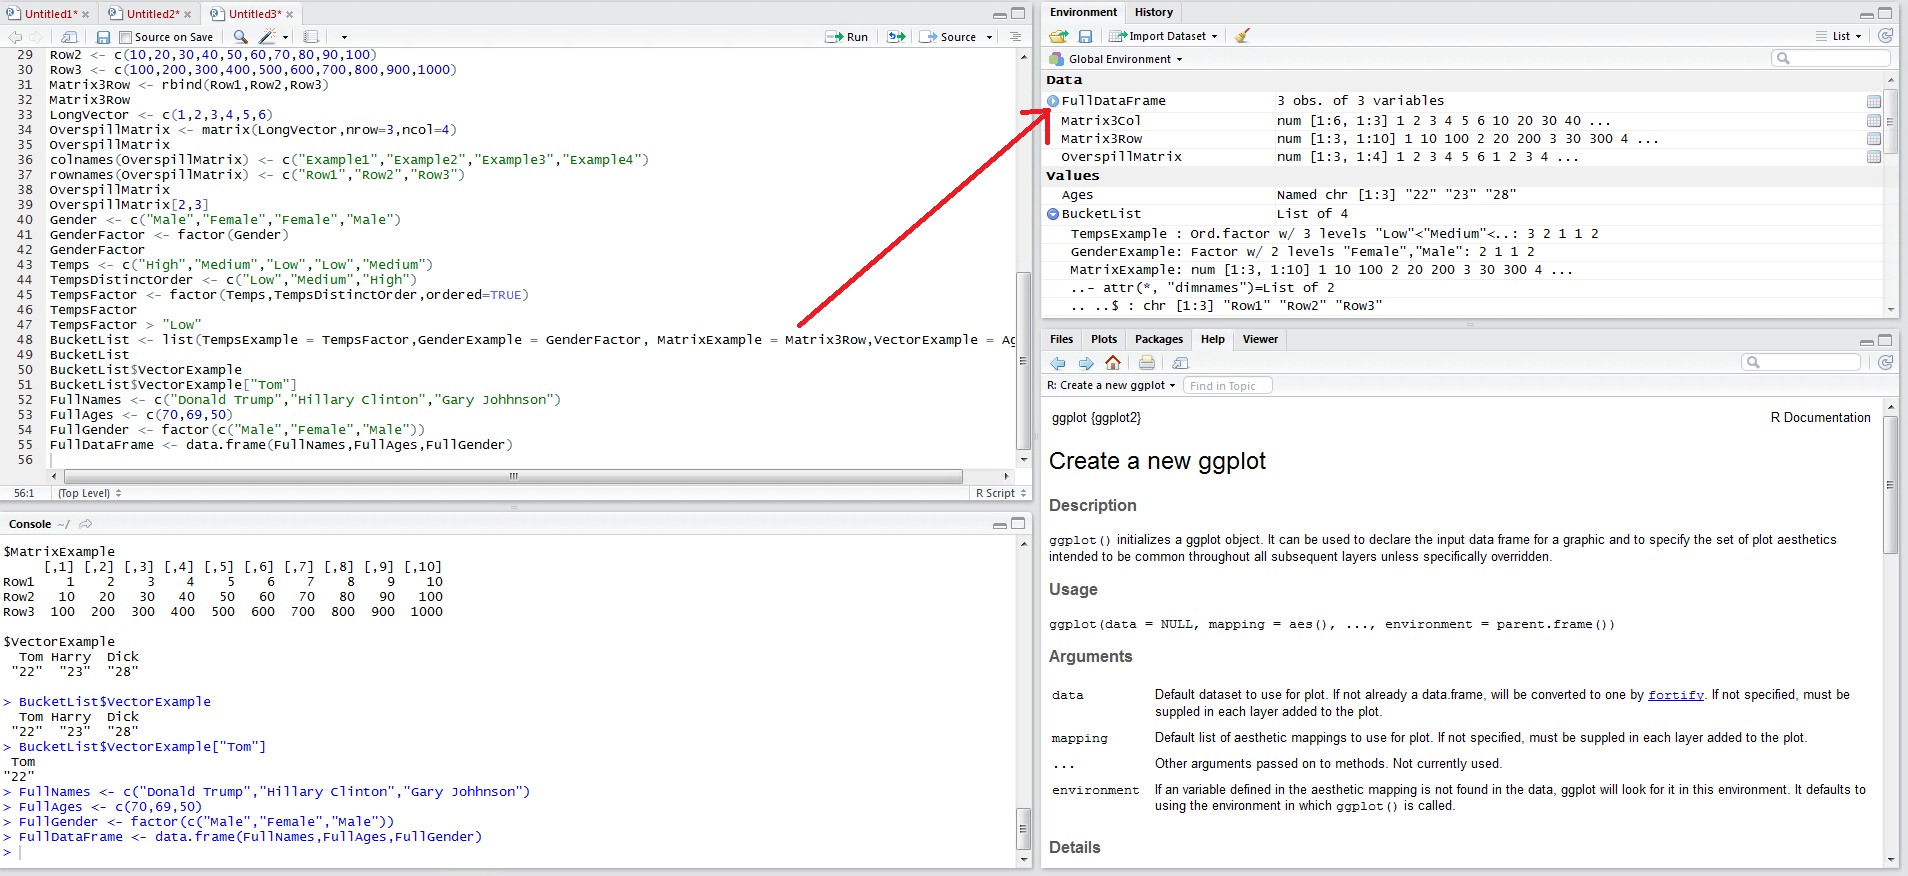 Untitled1* × Untitled2* × Untitled3* ×
Source on Save Run Source
29 Row2 <- c(10,20,30,40,50,60,70,80,90,100)
30 Row3 <- c(100,200,300,400,500,600,700,800,900,1000)
31 Matrix3Row <- rbind(Row1,Row2,Row3)
32 Matrix3Row
33 LongVector <- c(1,2,3,4,5,6)
34 OverspillMatrix <- matrix(LongVector,nrow=3,ncol=4)
35 OverspillMatrix
36 colnames(OverspillMatrix) <- c("Example1","Example2","Example3","Example4")
37 rownames(OverspillMatrix) <- c("Row1","Row2","Row3")
38 OverspillMatrix
39 OverspillMatrix[2,3]
40 Gender <- c("Male","Female","Female","Male")
41 GenderFactor <- factor(Gender)
42 GenderFactor
43 Temps <- c("High","Medium","Low","Low","Medium")
44 TempsDistinctOrder <- c("Low","Medium","High")
45 TempsFactor <- factor(Temps,TempsDistinctOrder,ordered=TRUE)
46 TempsFactor
47 TempsFactor > "Low"
48 BucketList <- list(TempsExample = TempsFactor,GenderExample = GenderFactor, MatrixExample = Matrix3Row,VectorExample = Ag
49 BucketList
50 BucketList$VectorExample
51 BucketList$VectorExample["Tom"]
52 FullNames <- c("Donald Trump","Hillary Clinton","Gary Johhnson")
53 FullAges <- c(70,69,50)
54 FullGender <- factor(c("Male","Female","Male"))
55 FullDataFrame <- data.frame(FullNames,FullAges,FullGender)
56
56:1 (Top Level) R Script
Console ~/
$MatrixExample
[,1] [,2] [,3] [,4] [,5] [,6] [,7] [,8] [,9] [,10]
Row1 1 2 3 4 5 6 7 8 9 10
Row2 10 20 30 40 50 60 70 80 90 100
Row3 100 200 300 400 500 600 700 800 900 1000
$VectorExample
Tom Harry Dick
"22" "23" "28"
> BucketList$VectorExample
Tom Harry Dick
"22" "23" "28"
> BucketList$VectorExample["Tom"]
Tom
"22"
> FullNames <- c("Donald Trump","Hillary Clinton","Gary Johhnson")
> FullAges <- c(70,69,50)
> FullGender <- factor(c("Male","Female","Male"))
> FullDataFrame <- data.frame(FullNames,FullAges,FullGender)
>
Environment History
Import Dataset List
Global Environment
Data
FullDataFrame 3 obs. of 3 variables
Matrix3Col num [1:6, 1:3] 1 2 3 4 5 6 10 20 30 40 ...
Matrix3Row num [1:3, 1:10] 1 10 100 2 20 200 3 30 300 4 ...
OverspillMatrix num [1:3, 1:4] 1 2 3 4 5 6 1 2 3 4 ...
Values
Ages Named chr [1:3] "22" "23" "28"
BucketList List of 4
TempsExample : Ord.factor w/ 3 levels "Low"<"Medium"<..: 3 2 1 1 2
GenderExample: Factor w/ 2 levels "Female","Male": 2 1 1 2
MatrixExample: num [1:3, 1:10] 1 10 100 2 20 200 3 30 300 4 ...
..- attr(*, "dimnames")=List of 2
.. ..$ : chr [1:3] "Row1" "Row2" "Row3"
Files Plots Packages Help Viewer
R: Create a new ggplot Find in Topic
ggplot {ggplot2} R Documentation
Create a new ggplot
Description
ggplot() initializes a ggplot object. It can be used to declare the input data frame for a graphic and to specify the set of plot aesthetics
intended to be common throughout all subsequent layers unless specifically overridden.
Usage
ggplot(data = NULL, mapping = aes(), ..., environment = parent.frame())
Arguments
data Default dataset to use for plot. If not already a data.frame, will be converted to one by fortify. If not specified, must be
suppled in each layer added to the plot.
mapping Default list of aesthetic mappings to use for plot. If not specified, must be suppled in each layer added to the plot.
... Other arguments passed on to methods. Not currently used.
environment If an variable defined in the aesthetic mapping is not found in the data, ggplot will look for it in this environment. It defaults to
using the environment in which ggplot() is called.
Details